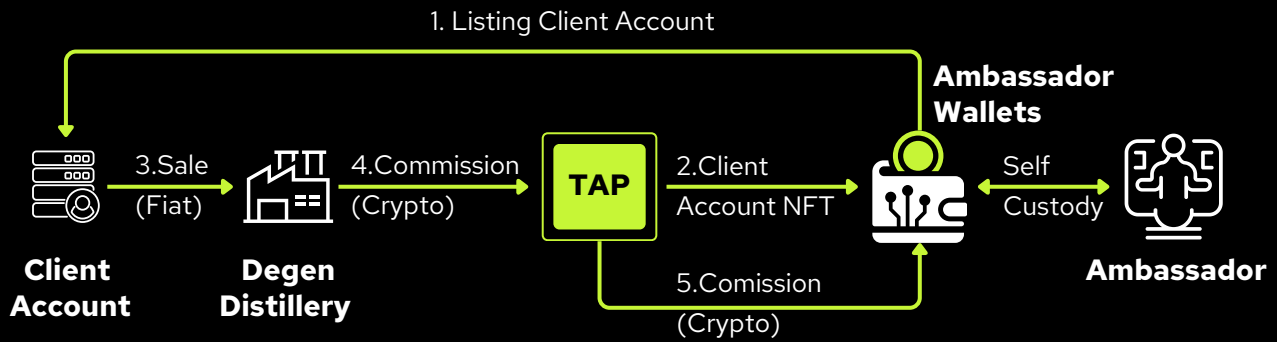 1. Listing Client Account
Ambassador
Wallets
3.Sale
(Fiat)
4.Commission
(Crypto)
TAP
2.Client
Account NFT
Self
Custody
Client
Account
Degen
Distillery
5.Comission
(Crypto)
Ambassador